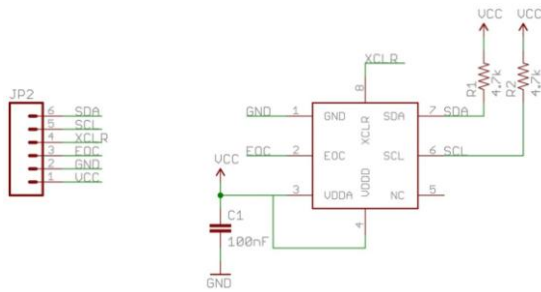 VCC VCC
R1 4.7k R2 4.7k
XCLR
8
JP2
6 SDA
5 SCL
4 XCLR
3 EOC
2 GND
1 VCC
GND 1 GND XCLR SDA 7 SDA
EOC 2 EOC SCL 6 SCL
VCC
3 VDDA VDDD NC 5
4
C1
100nF
GND